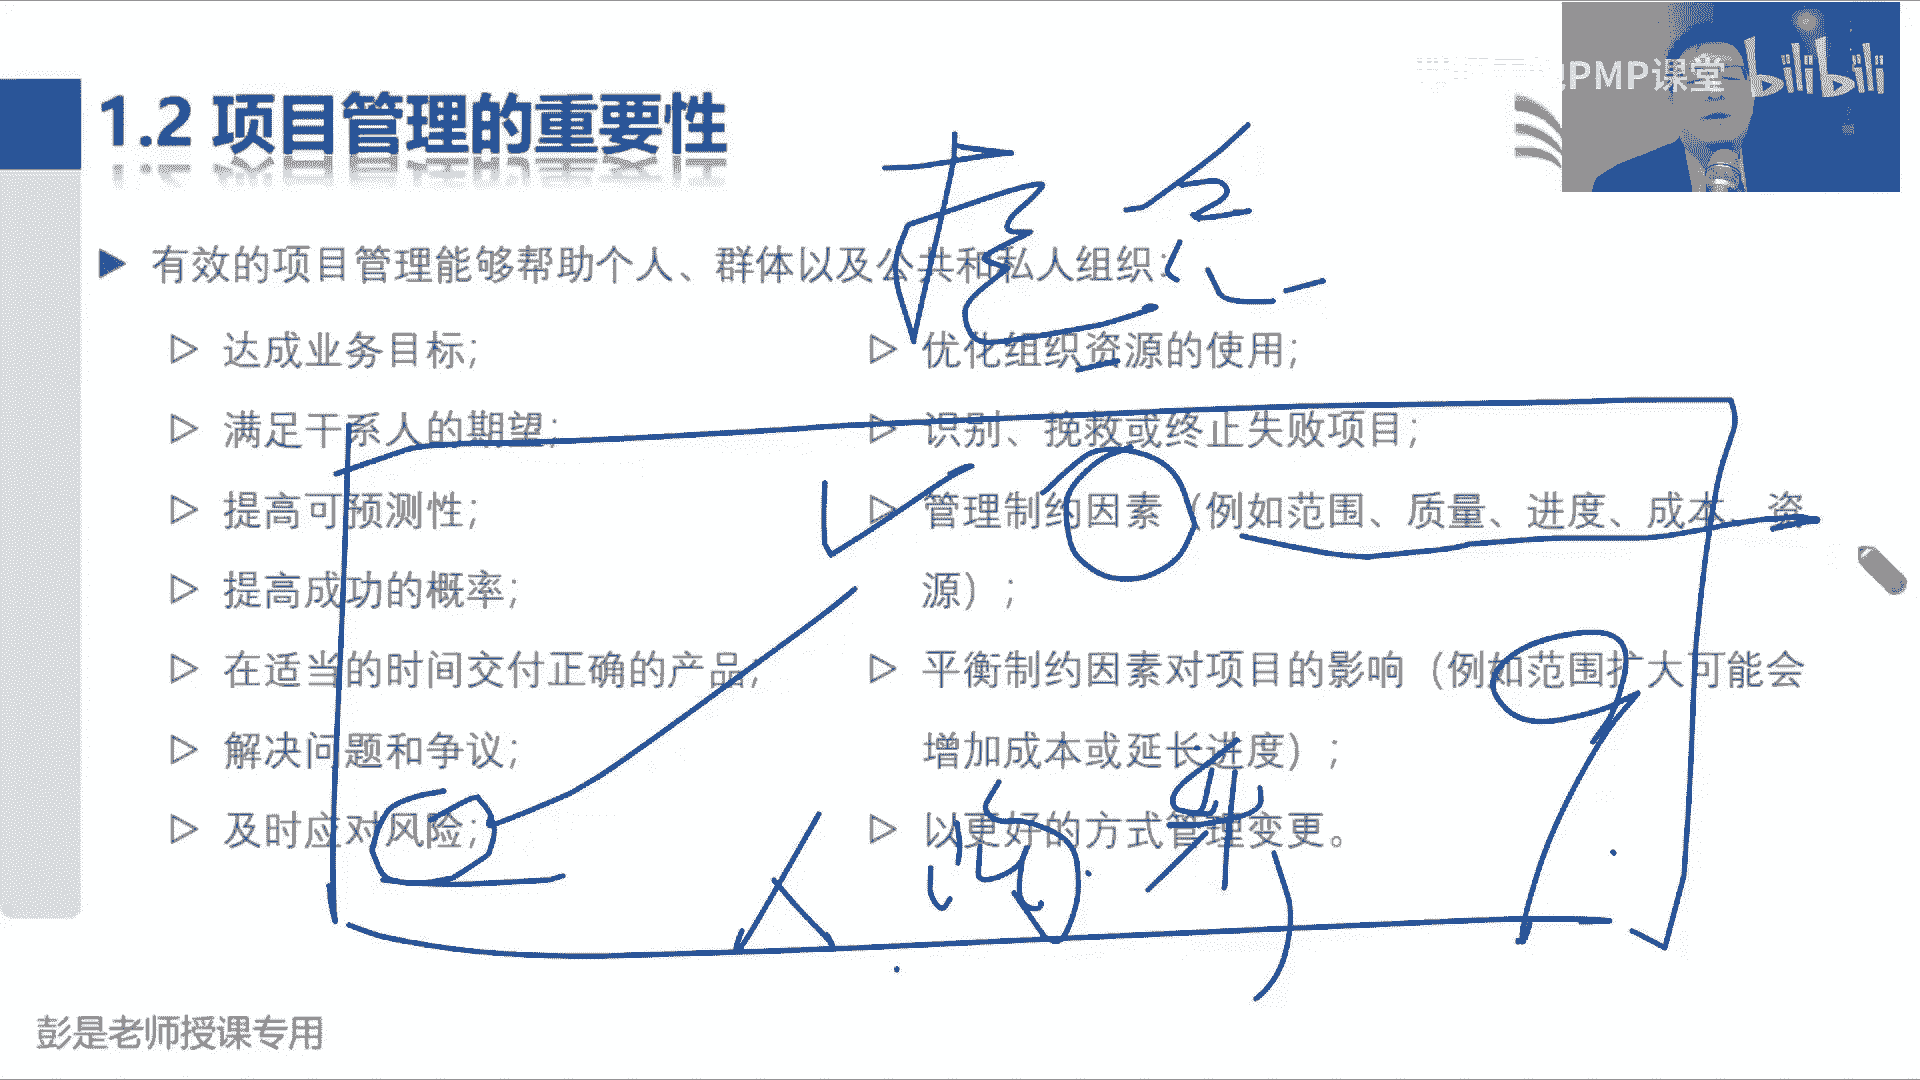 PMP课堂
bilibili
1.2 项目管理的重要性
有效的项目管理能够帮助个人、群体以及公共和私人组织：
达成业务目标；
满足干系人的期望；
提高可预测性；
提高成功的概率；
在适当的时间交付正确的产品；
解决问题和争议；
及时应对风险；
优化组织资源的使用；
识别、挽救或终止失败项目；
管理制约因素（例如范围、质量、进度、成本、资
源）；
平衡制约因素对项目的影响（例如范围扩大可能会
增加成本或延长进度）；
以更好的方式管理变更。
彭是老师授课专用